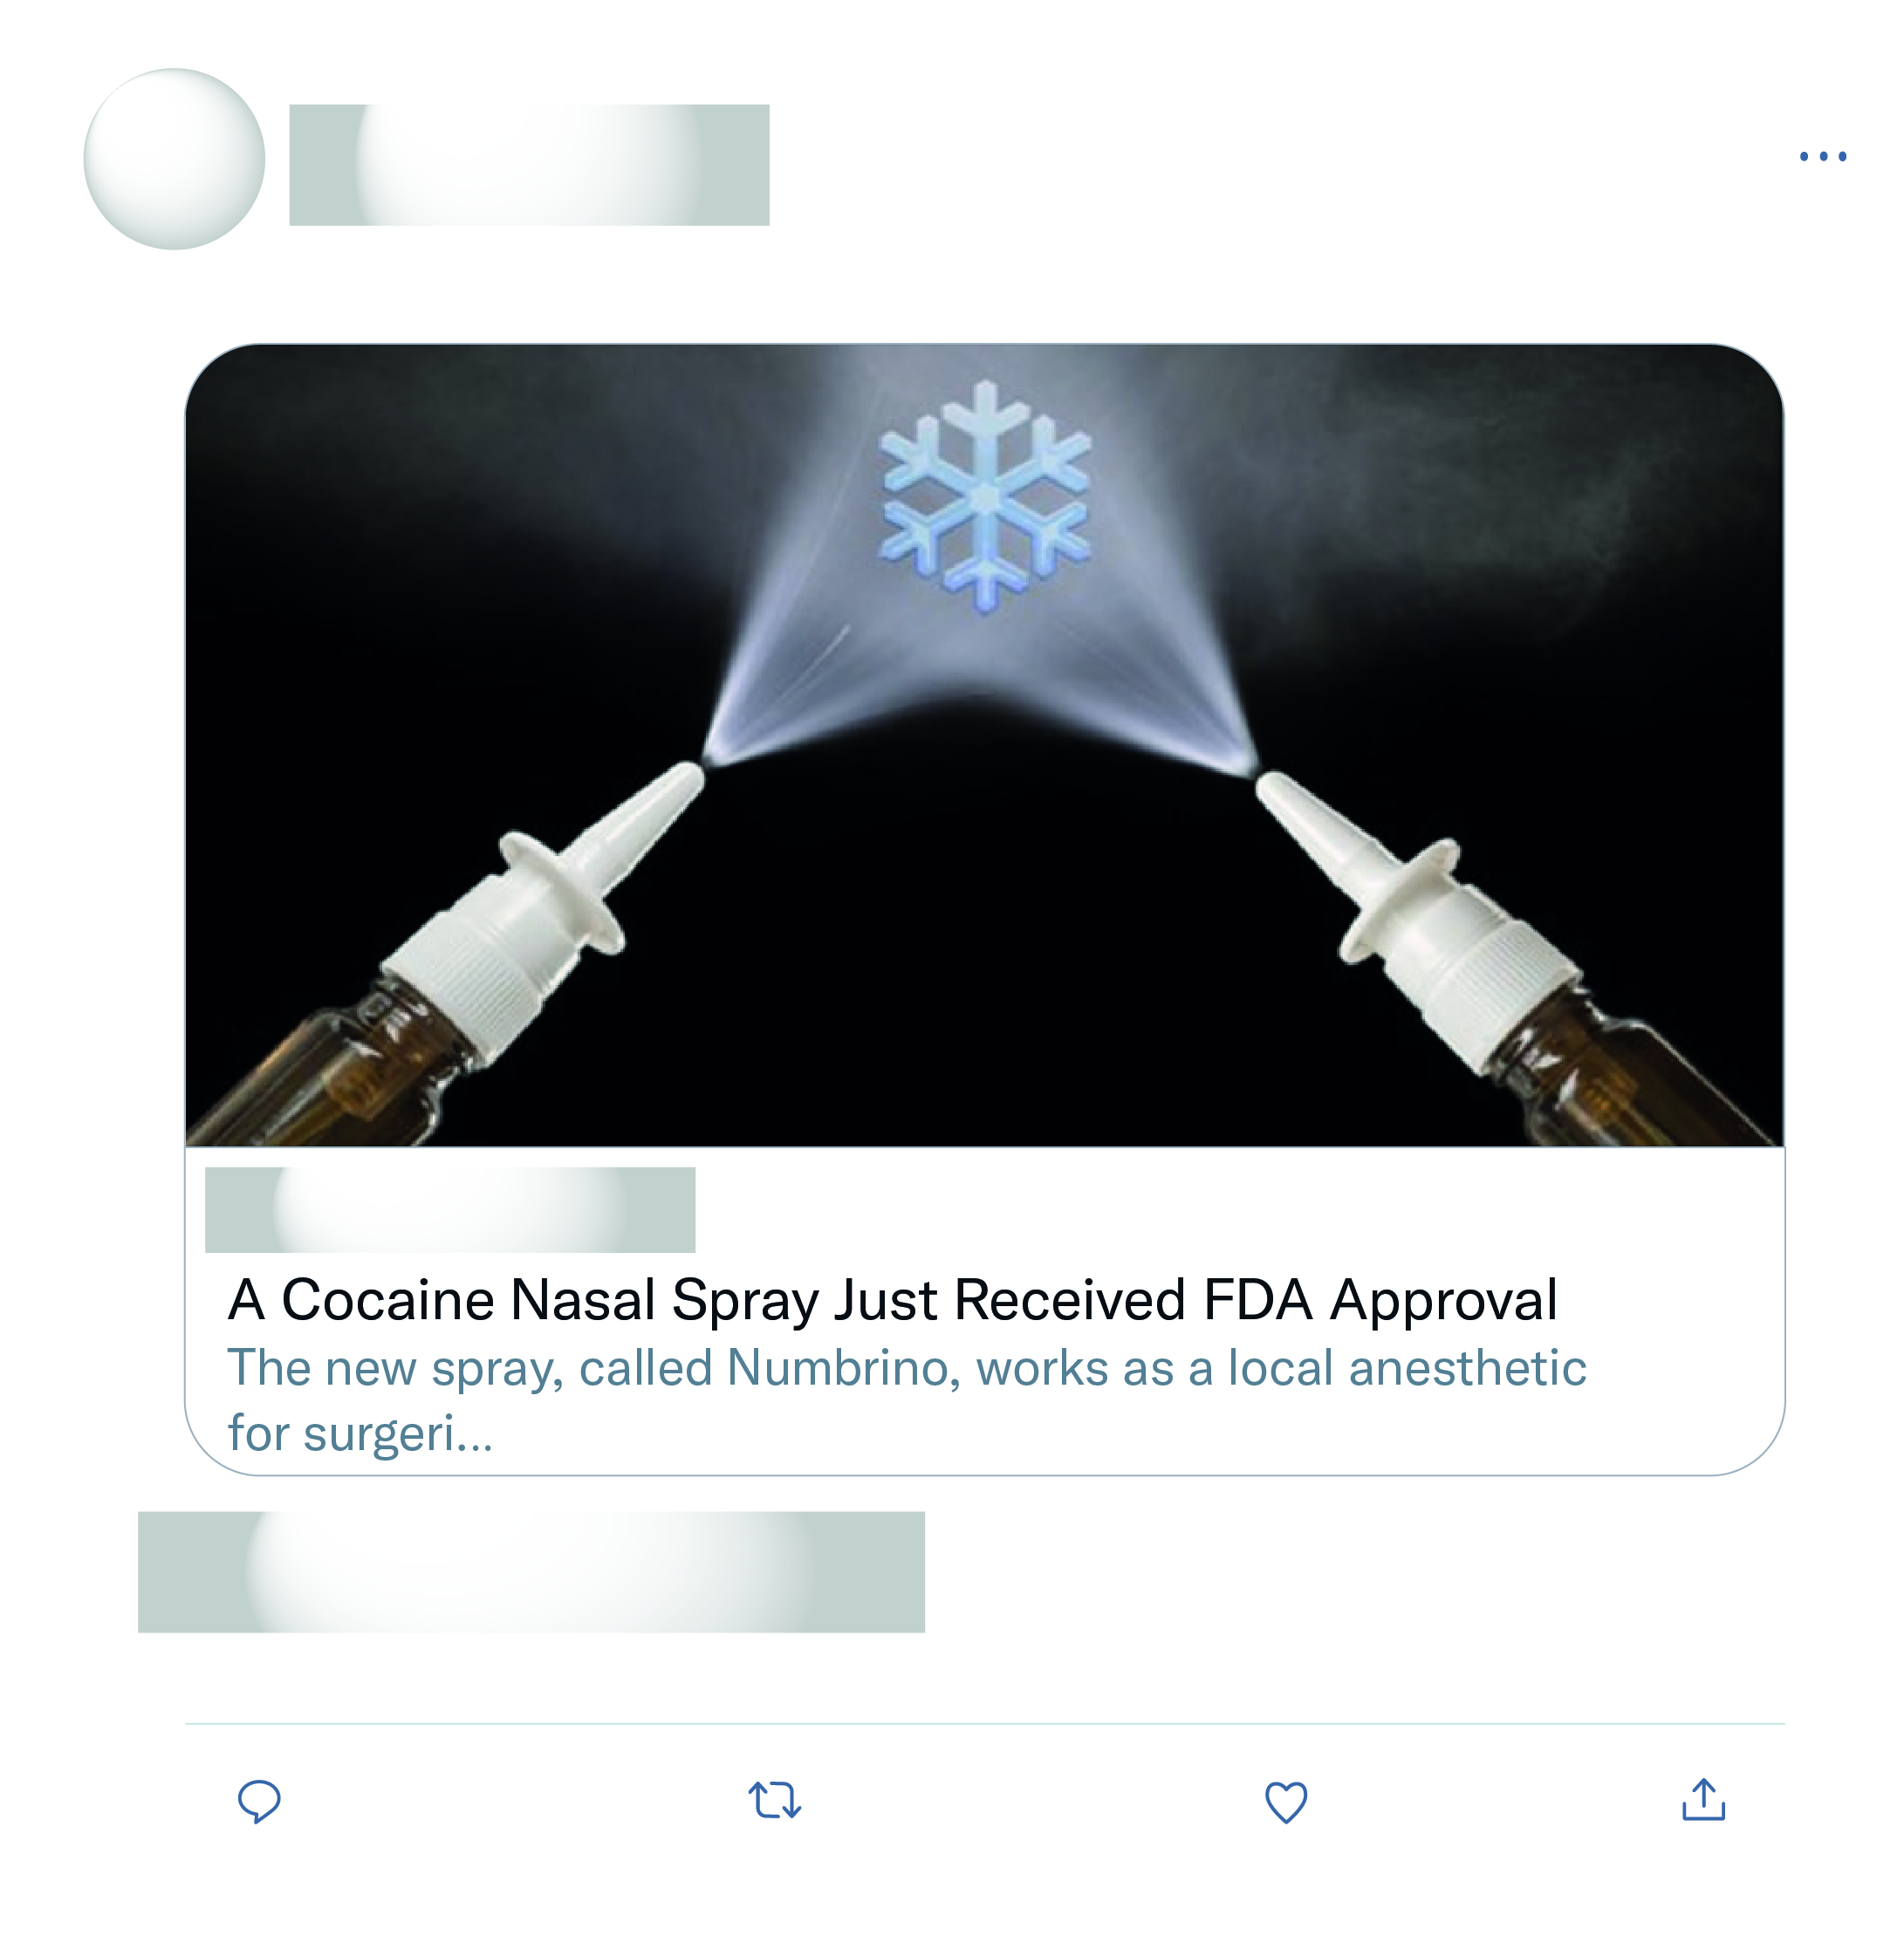 A Cocaine Nasal Spray Just Received FDA Approval
The new spray, called Numbrino, works as a local anesthetic
for surgeri...